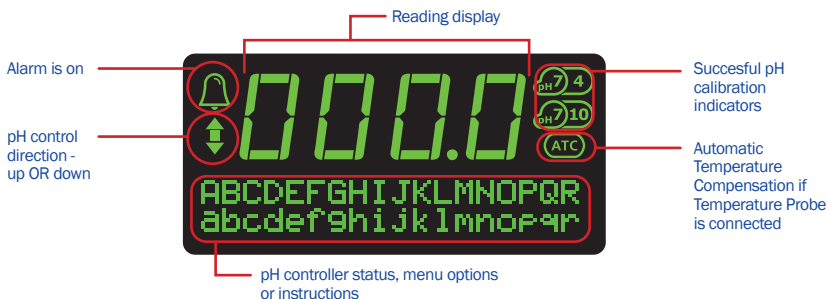 Reading display
Alarm is on
pH control
direction -
up OR down
000.0
pH 7 4
pH 7 10
ATC
ABCDEFGHIJKLMNOPQR
abcdefghijklmnopqr
Succesful pH
calibration
indicators
Automatic
Temperature
Compensation if
Temperature Probe
is connected
pH controller status, menu options
or instructions